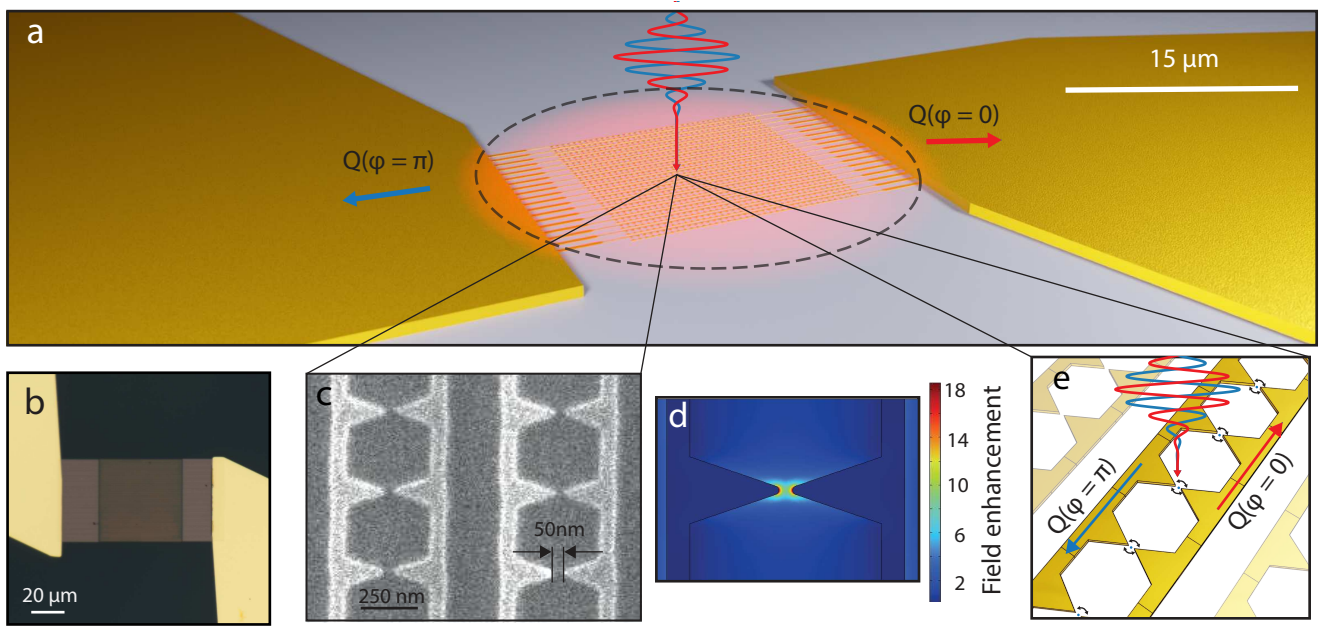 a
15 μm
Q(φ = 0)
Q(φ = π)
b
20 μm
c
50nm
250 nm
d
18
14
10
6
2
Field enhancement
e
Q(φ = π)
Q(φ = 0)